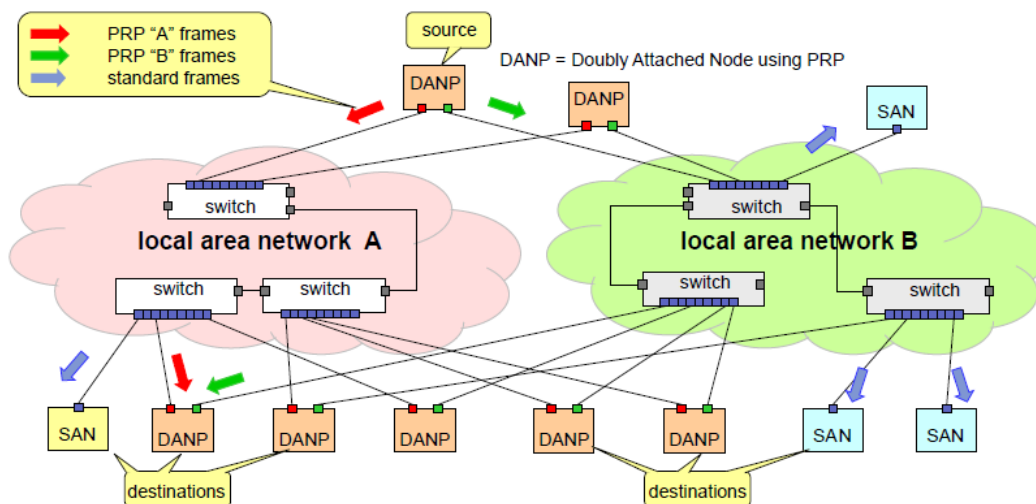 PRP "A" frames
PRP "B" frames
standard frames
source
DANP = Doubly Attached Node using PRP
DANP
DANP
SAN
switch
switch
local area network A
local area network B
switch
switch
switch
switch
SAN
DANP
DANP
DANP
DANP
DANP
SAN
SAN
destinations
destinations